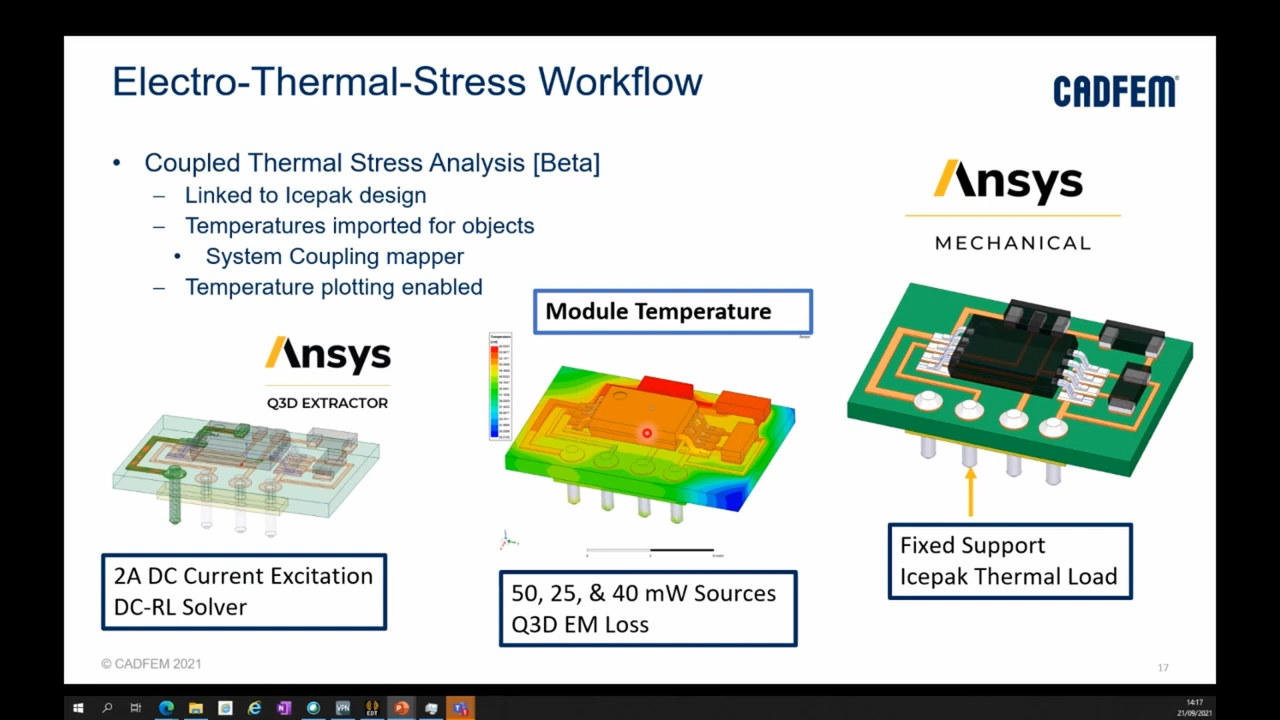 Electro-Thermal-Stress Workflow
CADFEM
• Coupled Thermal Stress Analysis [Beta]
– Linked to Icepak design
– Temperatures imported for objects
• System Coupling mapper
– Temperature plotting enabled
Ansys
MECHANICAL
Module Temperature
Ansys
Q3D EXTRACTOR
2A DC Current Excitation
DC-RL Solver
50, 25, & 40 mW Sources
Q3D EM Loss
Fixed Support
Icepak Thermal Load
© CADFEM 2021
17
VPN
EDT
14:17
21/09/2021